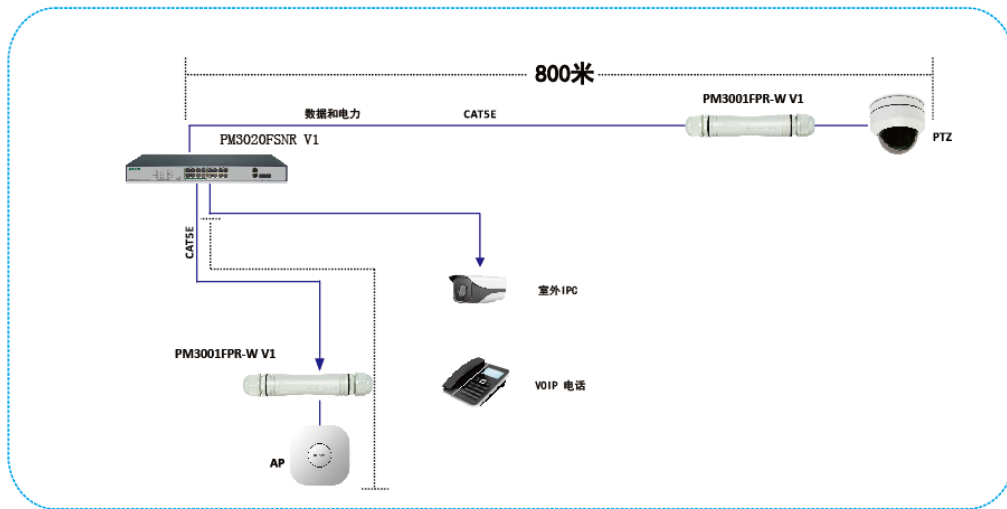 800米
PM3001FPR-W V1
数据和电力
CAT5E
PTZ
PM3020FSNR V1
CAT5E
室外IPC
PM3001FPR-W V1
VOIP 电话
AP